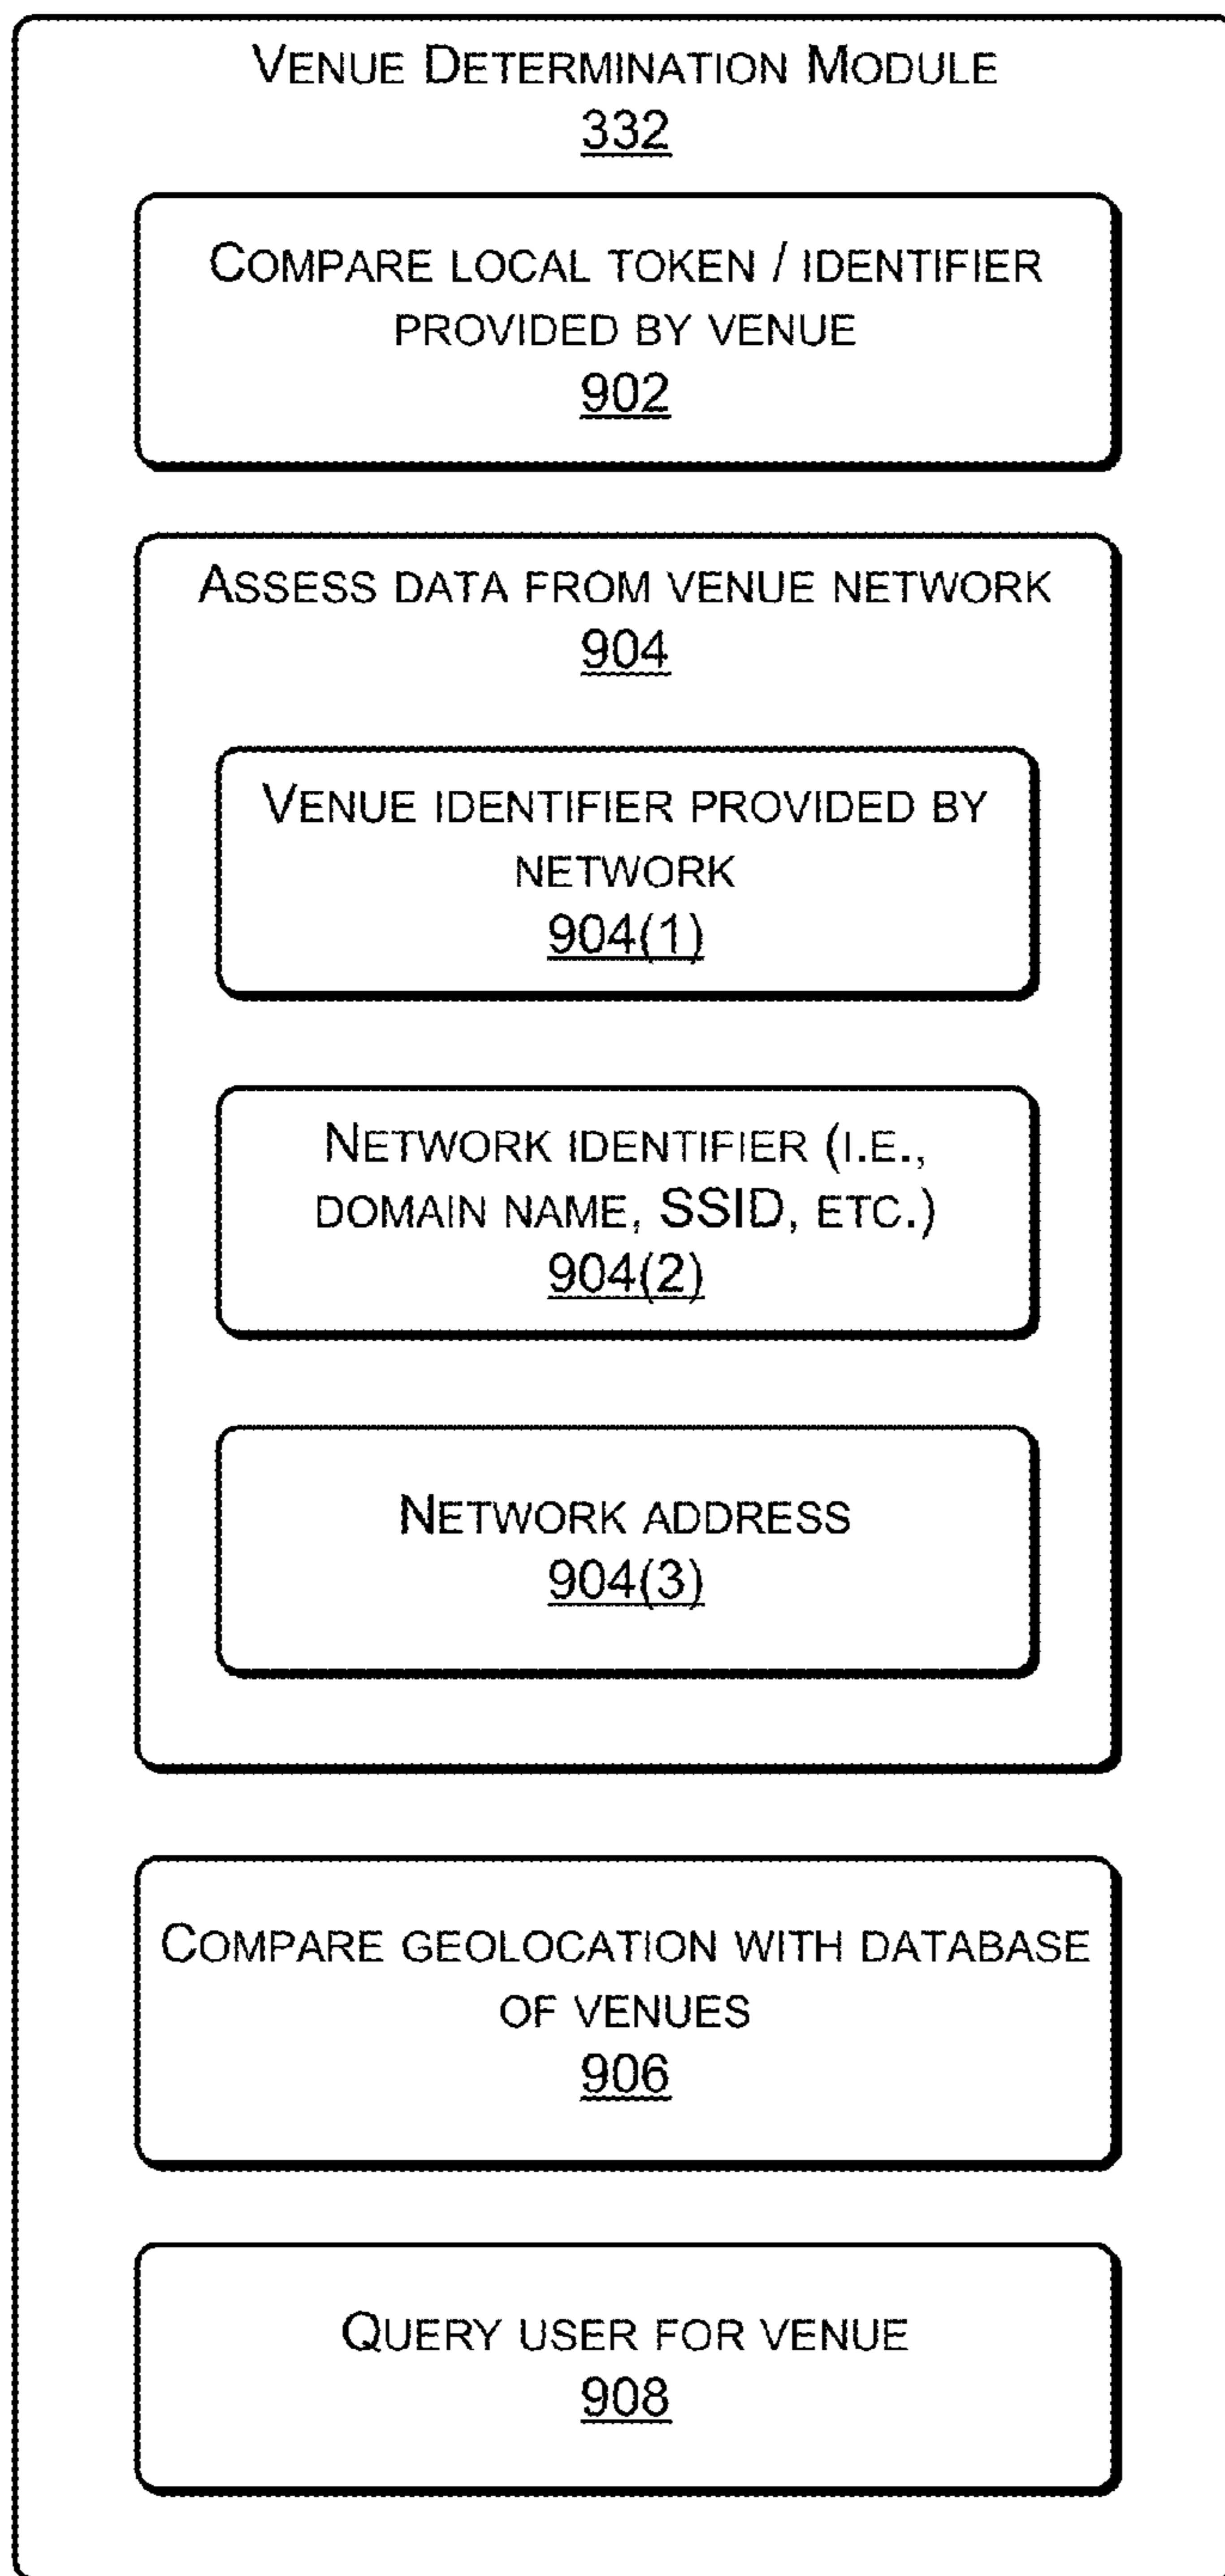 VENUE DETERMINATION MODULE
332
COMPARE LOCAL TOKEN / IDENTIFIER
PROVIDED BY VENUE
902
ASSESS DATA FROM VENUE NETWORK
904
VENUE IDENTIFIER PROVIDED BY
NETWORK
904(1)
NETWORK IDENTIFIER (I.E.,
DOMAIN NAME, SSID, ETC.)
904(2)
NETWORK ADDRESS
904(3)
COMPARE GEOLOCATION WITH DATABASE
OF VENUES
906
QUERY USER FOR VENUE
908